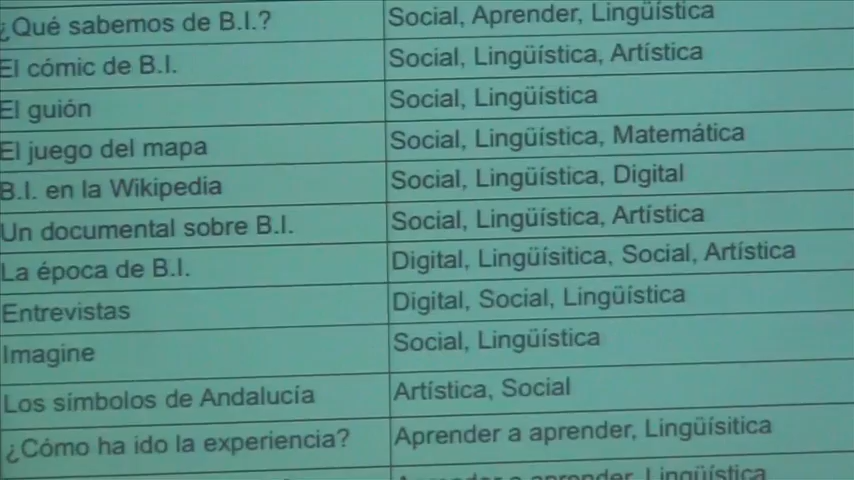 ¿Qué sabemos de B.I.? Social, Aprender, Lingüística
El cómic de B.I. Social, Lingüística, Artística
El guión Social, Lingüística
El juego del mapa Social, Lingüística, Matemática
B.I. en la Wikipedia Social, Lingüística, Digital
Un documental sobre B.I. Social, Lingüística, Artística
La época de B.I. Digital, Lingüísitica, Social, Artística
Entrevistas Digital, Social, Lingüística
Imagine Social, Lingüística
Los símbolos de Andalucía Artística, Social
¿Cómo ha ido la experiencia? Aprender a aprender, Lingüísitica
Aprender a aprender, Lingüística